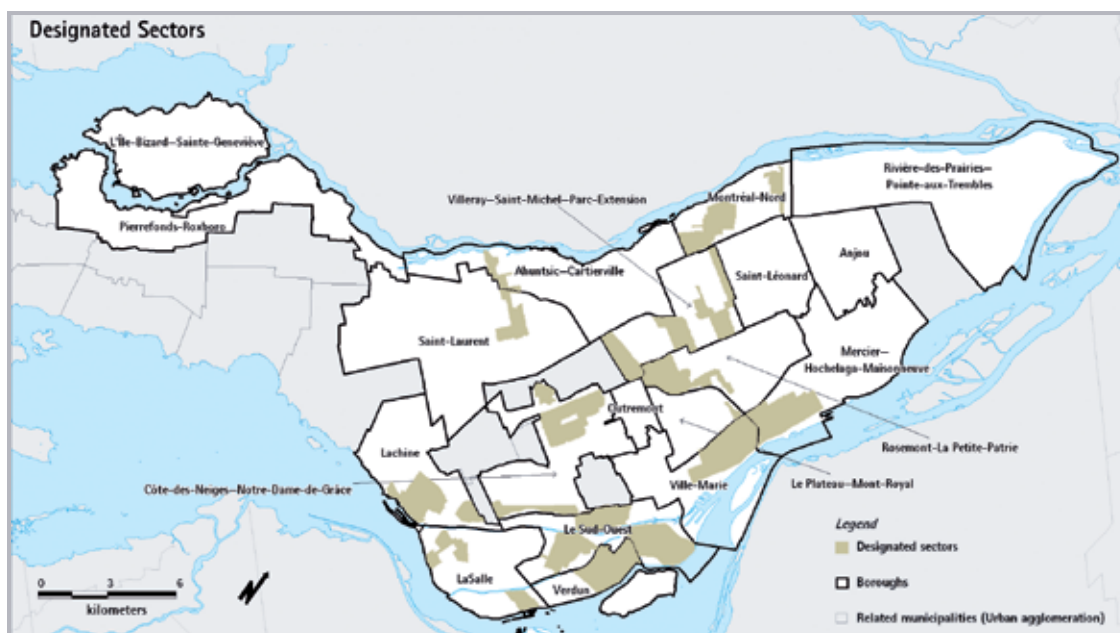 Designated Sectors
L'Île-Bizard—Sainte-Geneviève
Pierrefonds-Roxboro
Villeray—Saint-Michel-Parc-Extension
Montréal-Nord
Rivière-des-Prairies—
Pointe-aux-Trembles
Ahuntsic-Cartierville
Saint-Léonard
Anjou
Saint-Laurent
Mercier—
Hochelaga-Maisonneuve
Outremont
Lachine
Rosemont-La Petite-Patrie
Côte-des-Neiges—Notre-Dame-de-Grâce
Ville-Marie
Le Plateau—Mont-Royal
Le Sud-Ouest
LaSalle
Verdun
Legend
Designated sectors
Boroughs
Related municipalities (Urban agglomeration)
0 3 6
kilometers
N